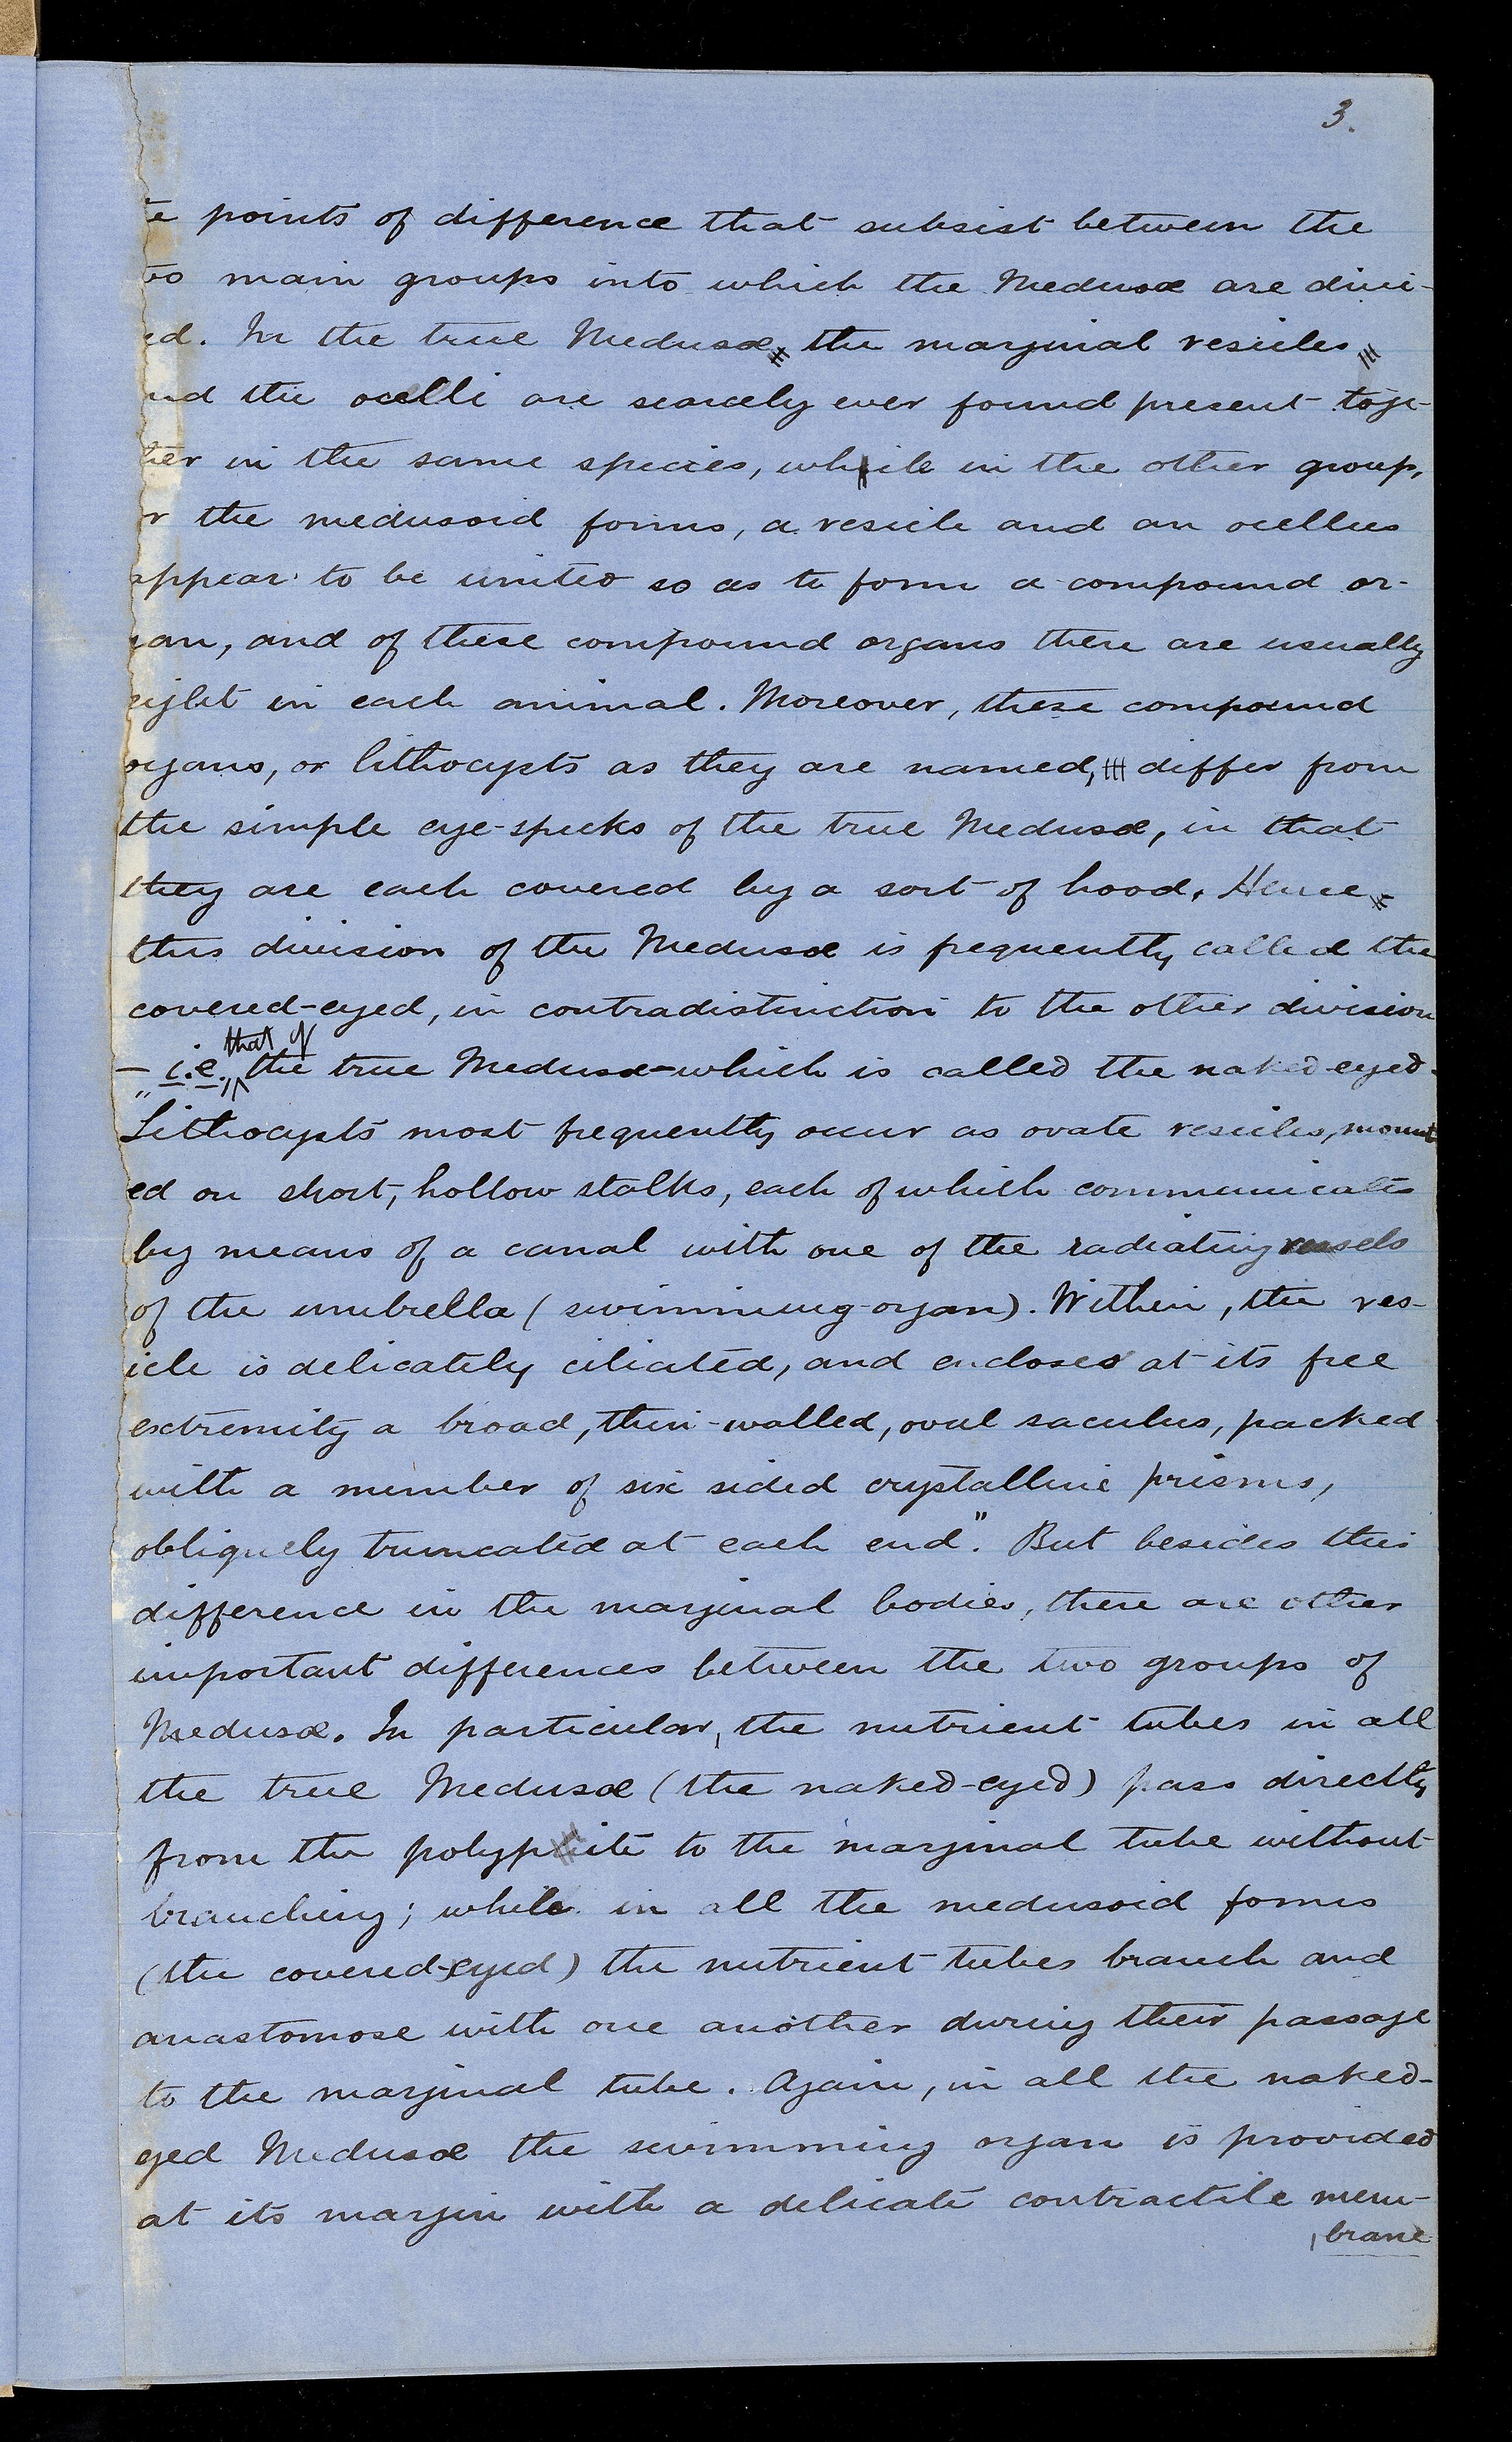 3.
e points of difference that subsist between the
o main groups into which the Medusæ are divi-
ed. In the true Medusæ the marginal vesicles
nd the ocelli are scarcely ever found present toge-
her in the same species, while in the other group,
r the medusoid forms, a vesicle and an ocellus
appear to be united so as to form a compound or-
gan, and of these compound organs there are usually
eight in each animal. Moreover, these compound
organs, or lithocysts as they are named, differ from
the simple eye-specks of the true Medusæ, in that
they are each covered by a sort of hood. Hence
this division of the Medusæ is frequently called the
covered-eyed, in contradistinction to the other division
that of
— i.e., the true Medusæ — which is called the naked-eyed.
"Lithocysts most frequently occur as ovate vesicles, mount
ed on short, hollow stalks, each of which communicates
by means of a canal with one of the radiating vessels
of the umbrella (swimming-organ). Within, the ves-
icle is delicately ciliated, and encloses at its free
extremity a broad, thin-walled, oval saculus, packed
with a number of six sided crystalline prisms,
obliquely truncated at each end". But besides this
difference in the marginal bodies, there are other
important differences between the two groups of
Medusæ. In particular, the nutrient tubes in all
the true Medusæ (the naked-eyed) pass directly
from the polypite to the marginal tube without
branching; while in all the medusoid forms
(the covered-eyed) the nutrient tubes branch and
anastomose with one another during their passage
to the marginal tube. Again, in all the naked-
eyed Medusæ the swimming organ is provided
at its margin with a delicate contractile mem-
brane